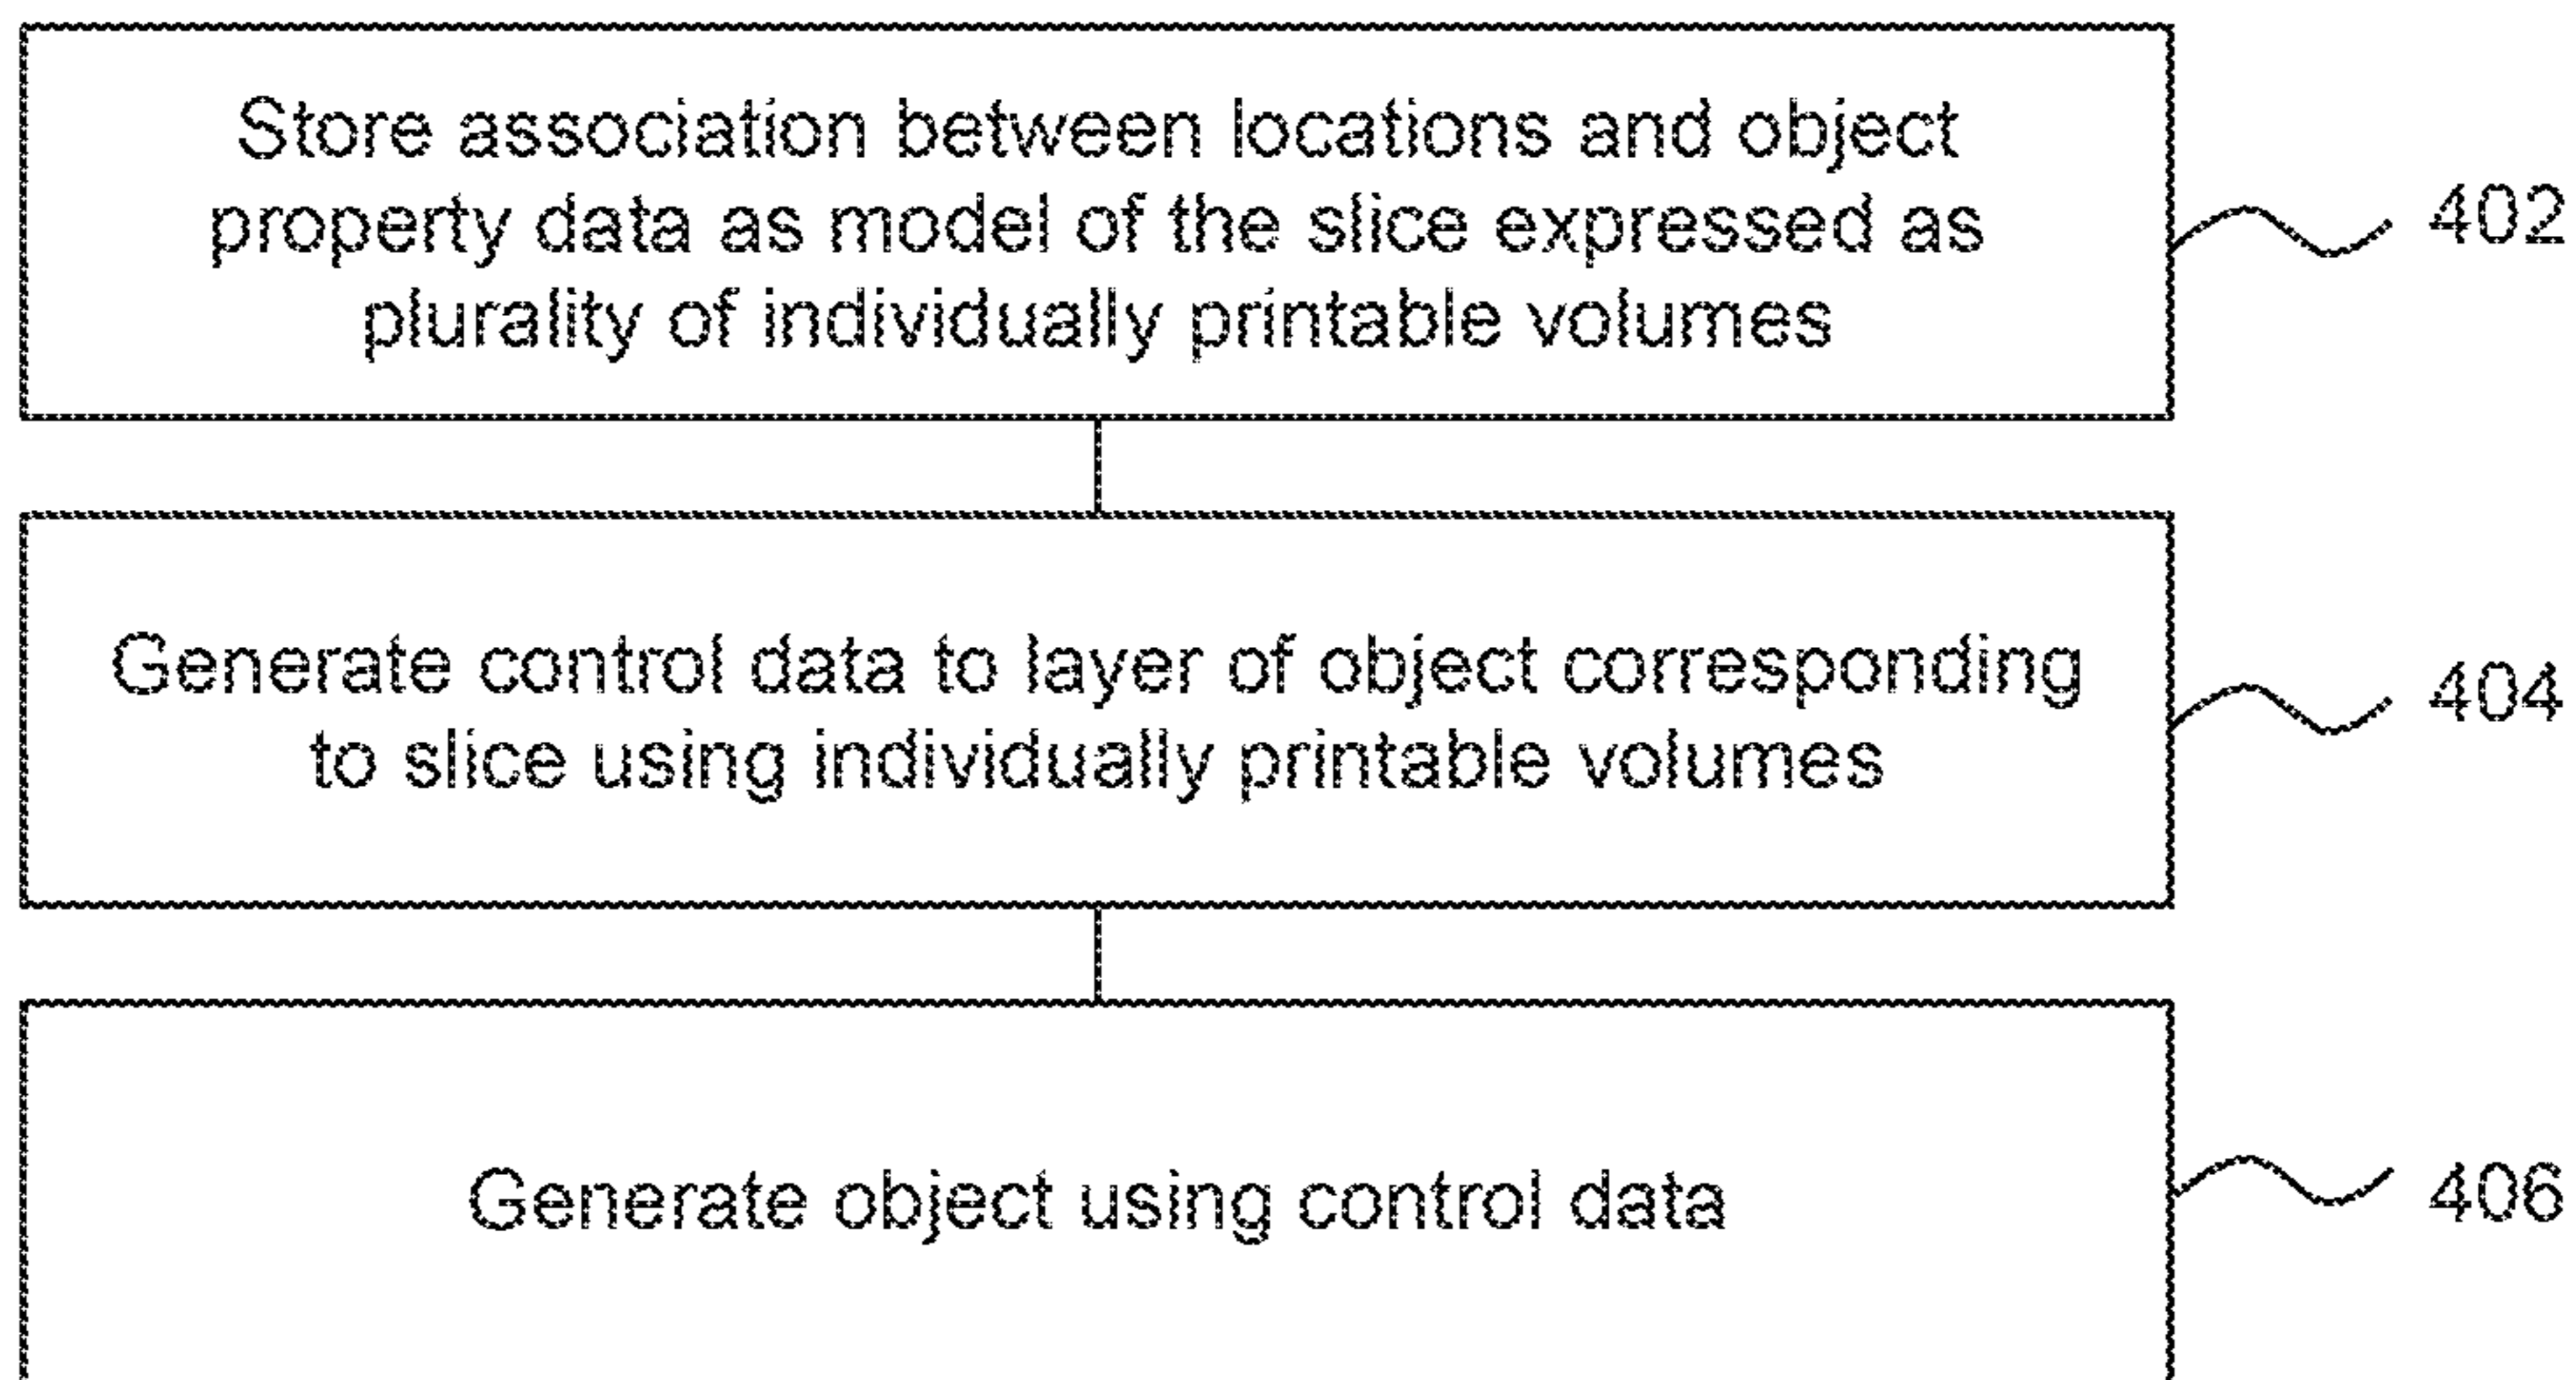 Store association between locations and object
property data as model of the slice expressed as
plurality of individually printable volumes
402
Generate control data to layer of object corresponding
to slice using individually printable volumes
404
Generate object using control data
406